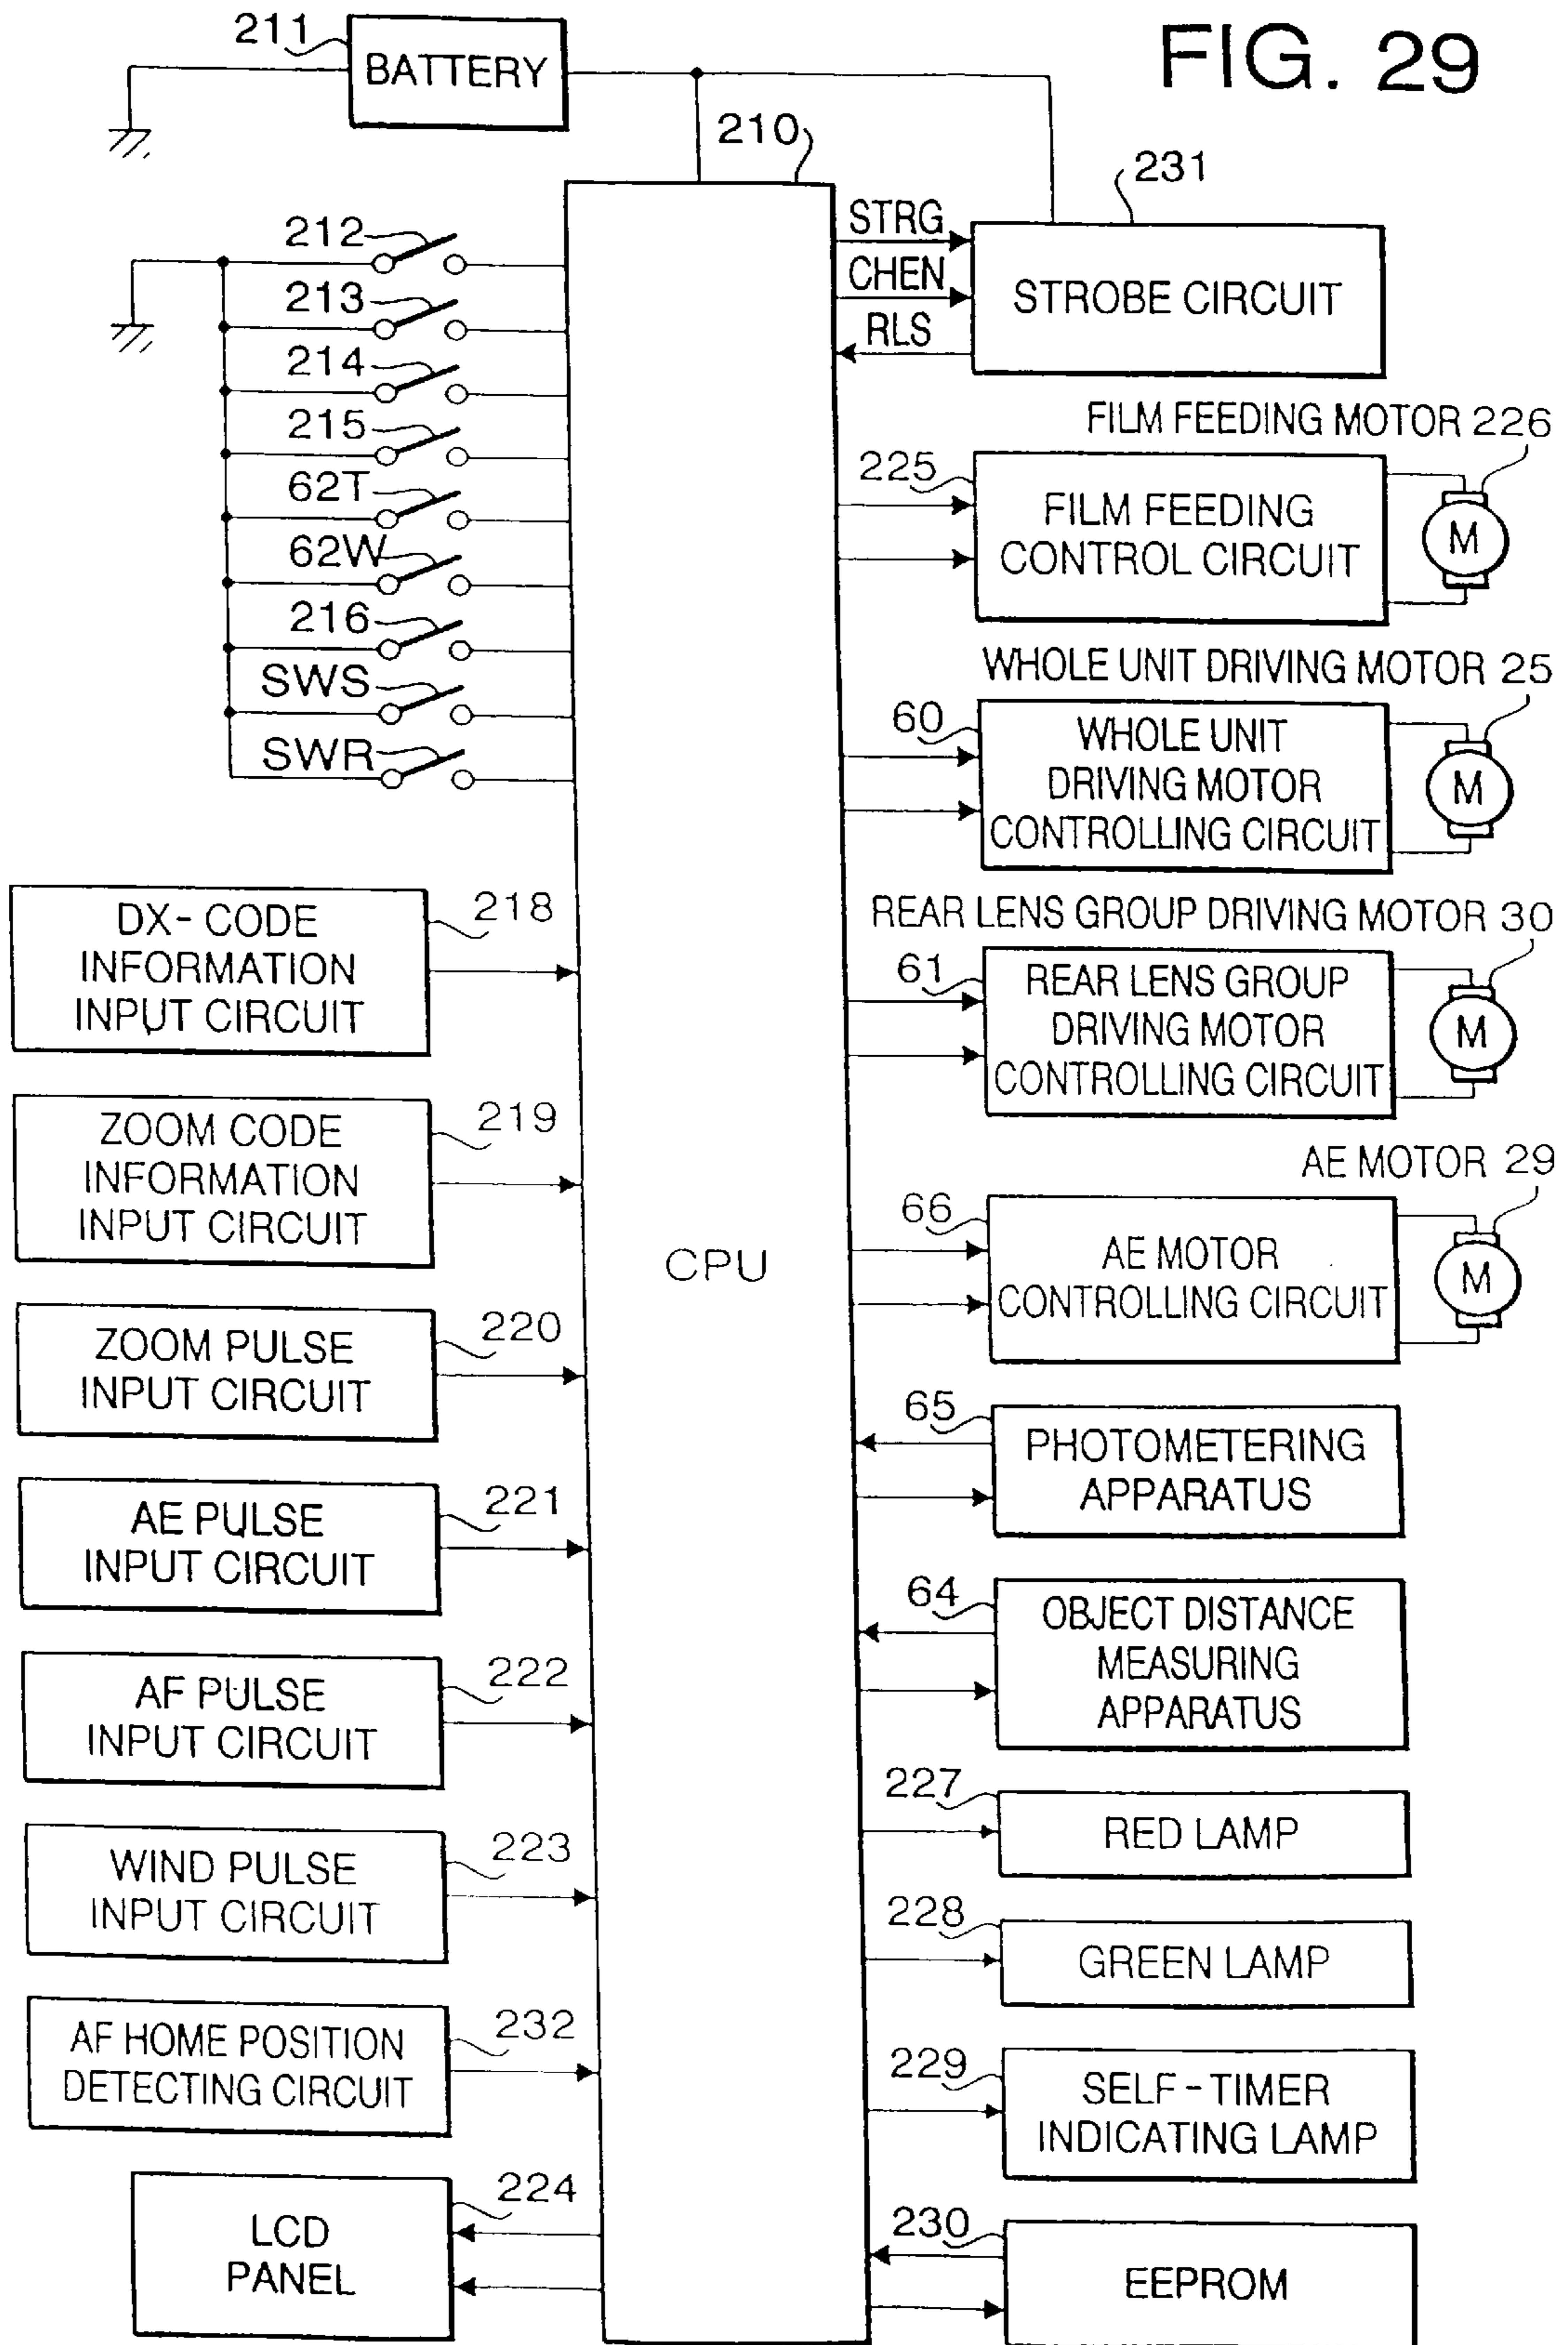 FIG. 29
211
BATTERY
210
231
STRG
CHEN
RLS
STROBE CIRCUIT
212
213
214
215
62T
62W
216
SWS
SWR
FILM FEEDING MOTOR 226
225
FILM FEEDING
CONTROL CIRCUIT
M
WHOLE UNIT DRIVING MOTOR 25
60
WHOLE UNIT
DRIVING MOTOR
CONTROLLING CIRCUIT
M
REAR LENS GROUP DRIVING MOTOR 30
61
REAR LENS GROUP
DRIVING MOTOR
CONTROLLING CIRCUIT
M
AE MOTOR 29
66
AE MOTOR
CONTROLLING CIRCUIT
M
CPU
218
DX-CODE
INFORMATION
INPUT CIRCUIT
219
ZOOM CODE
INFORMATION
INPUT CIRCUIT
220
ZOOM PULSE
INPUT CIRCUIT
221
AE PULSE
INPUT CIRCUIT
222
AF PULSE
INPUT CIRCUIT
223
WIND PULSE
INPUT CIRCUIT
232
AF HOME POSITION
DETECTING CIRCUIT
224
LCD
PANEL
65
PHOTOMETERING
APPARATUS
64
OBJECT DISTANCE
MEASURING
APPARATUS
227
RED LAMP
228
GREEN LAMP
229
SELF-TIMER
INDICATING LAMP
230
EEPROM